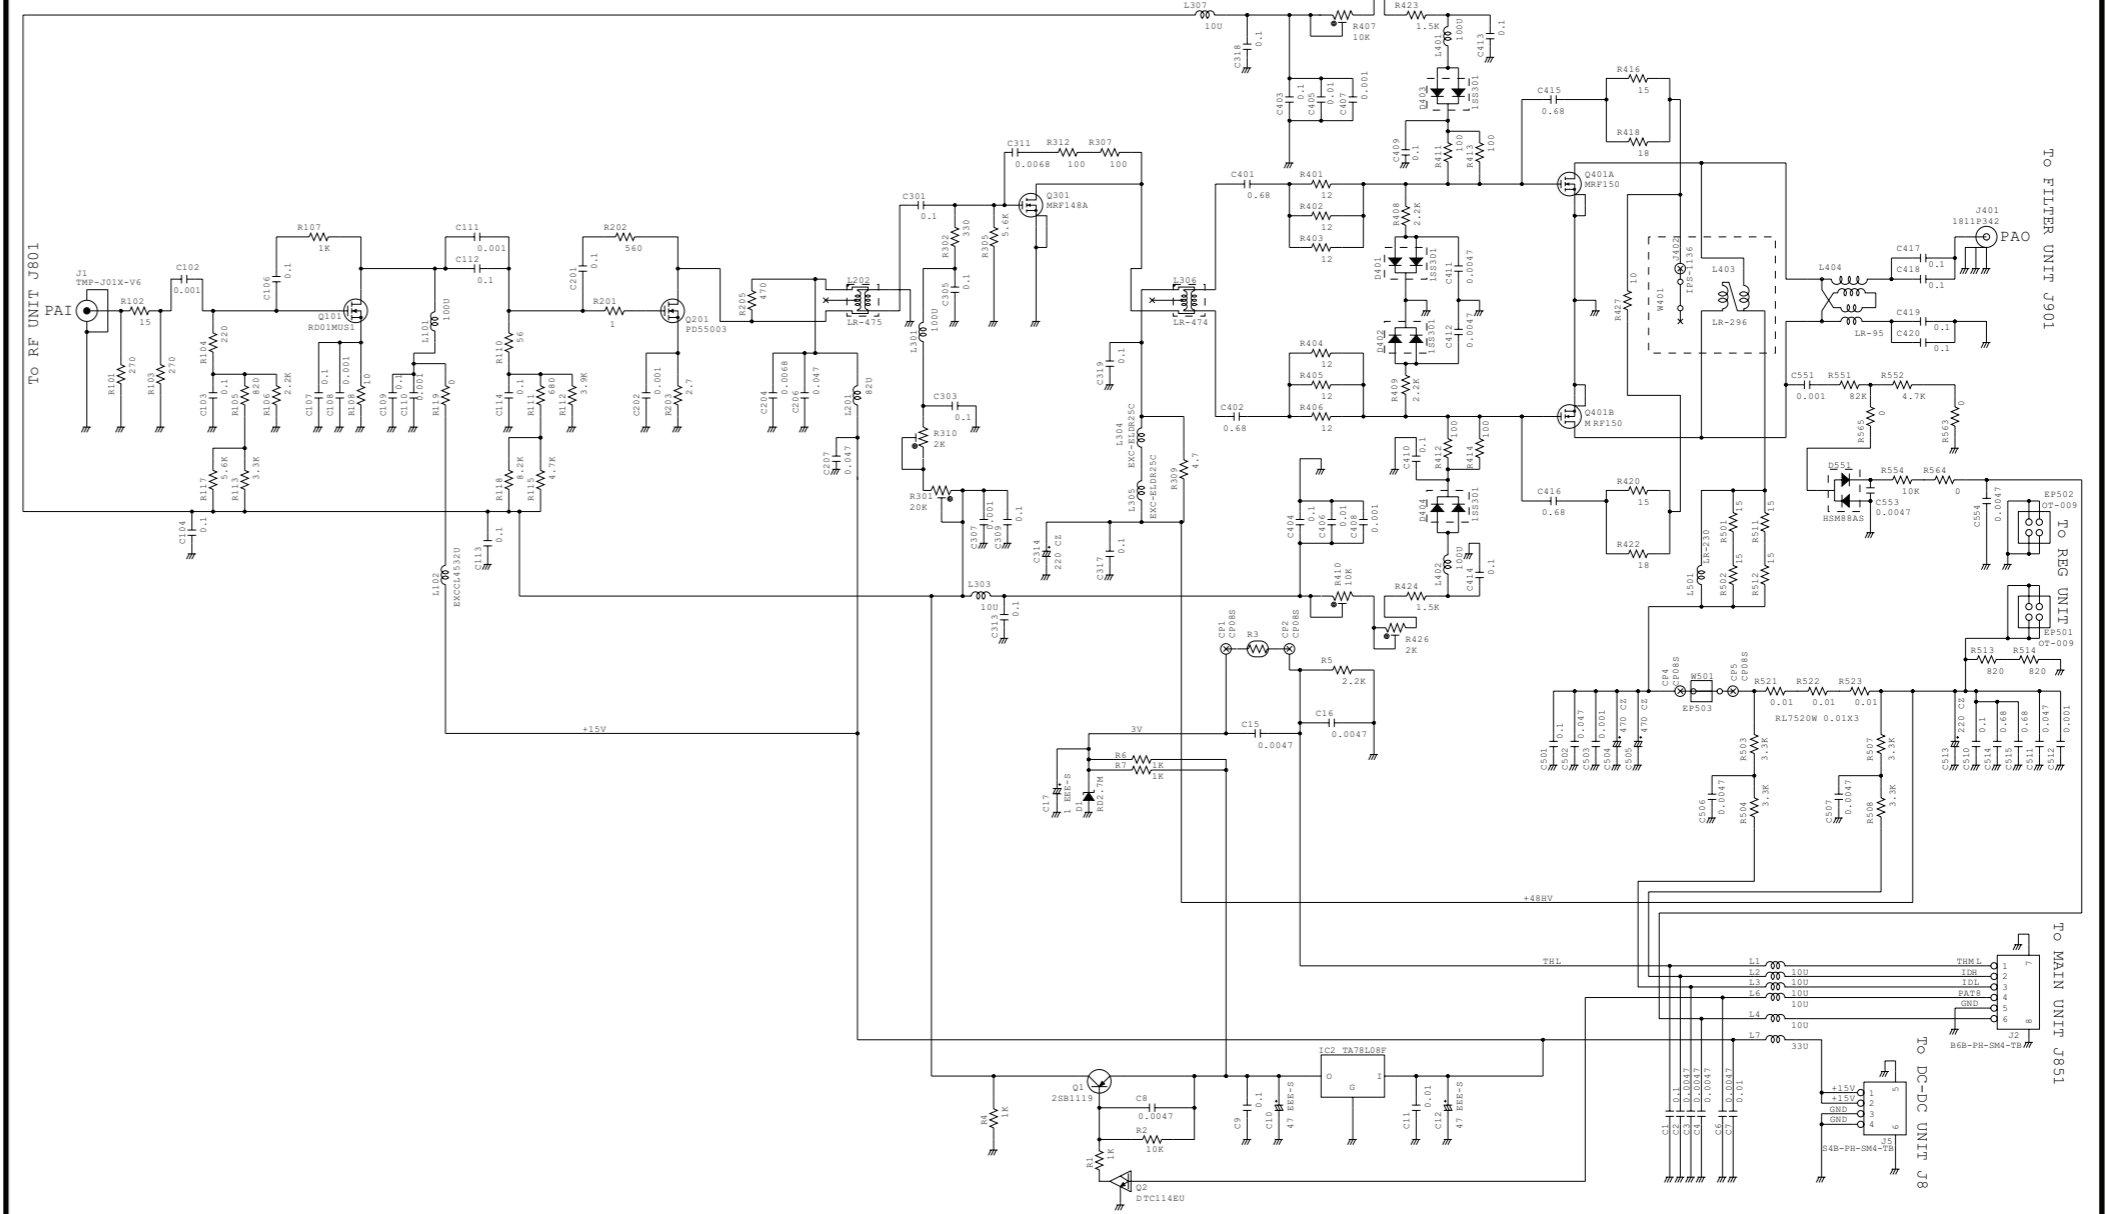 L307
10U
C318
0.1
R407
10K
R423
1.5K
L401
100U
C413
0.1
C403
0.1
C405
0.01
C407
0.001
D403
1SS301
C409
0.1
R411
100
R413
100
C415
0.68
R416
15
R418
18
TO FILTER UNIT J901
TO RF UNIT J801
J1
TMP-J01X-V6
PAI
R102
15
C102
0.001
R101
270
R103
270
R104
220
C103
0.1
R105
820
R106
2.2K
R117
5.6K
R113
3.3K
C104
0.1
C106
0.1
R107
1K
Q101
RD01MUS1
C107
0.1
C108
0.001
R108
10
C109
0.1
C110
0.001
R119
0
L101
100U
C111
0.001
C112
0.1
R110
56
C114
0.1
R111
680
R112
3.9K
R118
8.2K
R115
4.7K
C113
0.1
L102
EXCCL4532U
C201
0.1
R202
560
R201
1
Q201
PD55003
C202
0.001
R203
2.7
R205
470
C204
0.0068
C206
0.047
L201
82U
C207
0.047
L202
LR-475
C301
0.1
R302
330
R305
5.6K
C305
0.1
L301
100U
C303
0.1
R310
2K
R301
20K
C307
0.001
C309
0.1
C311
0.0068
R312
100
R307
100
Q301
MRF148A
L306
LR-474
C319
0.1
L304
EXC-ELDR25C
L305
EXC-ELDR25C
R309
4.7
C314
220 CZ
C317
0.1
L303
10U
C313
0.1
C401
0.68
R401
12
R402
12
R403
12
R404
12
R405
12
C402
0.68
R406
12
R408
2.2K
D401
1SS301
C411
0.0047
D402
1SS301
C412
0.0047
R409
2.2K
Q401A
MRF150
Q401B
MRF150
C410
0.1
R412
100
R414
100
D404
1SS301
L402
100U
C414
0.1
C404
0.1
C406
0.01
C408
0.001
R410
10K
R424
1.5K
R426
2K
C416
0.68
R420
15
R422
18
R427
10
W401
J402
IPS-1136
L403
LR-296
L404
LR-95
C417
0.1
C418
0.1
C419
0.1
C420
0.1
J401
1811P342
PAO
C551
0.001
R551
82K
R552
4.7K
R565
0
R563
0
D551
HSM88AS
R554
10K
R564
0
C553
0.0047
C554
0.0047
EP502
OT-009
TO REG UNIT
EP501
OT-009
L501
LR-230
R501
15
R511
15
R502
15
R512
15
R513
820
R514
820
CP1
CP08S
R3
CP2
CP08S
R5
2.2K
C15
0.0047
C16
0.0047
+15V
3V
R6
1K
R7
1K
C17
1 EEE-S
D1
RD2.7M
CP4
CP08S
W501
EP503
CP5
CP08S
R521
0.01
R522
0.01
R523
0.01
RL7520W 0.01X3
C501
0.1
C502
0.047
C503
0.001
C504
470 CZ
C505
470 CZ
R503
3.3K
R507
3.3K
C506
0.0047
R504
3.3K
C507
0.0047
R508
3.3K
C513
220 CZ
C510
0.1
C514
0.68
C515
0.68
C511
0.047
C512
0.001
+48HV
TO MAIN UNIT J851
THL
L1
L2
10U
L3
10U
L6
10U
10U
L4
10U
L7
33U
THML
IDH
IDL
PAT8
GND
1
2
3
4
5
6
7
8
J2
B6B-PH-SM4-TB
TO DC-DC UNIT J8
+15V
+15V
GND
GND
1
2
3
4
5
6
J5
S4B-PH-SM4-TB
C1
0.1
C2
0.0047
C3
0.0047
C4
0.0047
C6
0.0047
C7
0.01
IC2 TA78L08F
O
I
G
Q1
2SB1119
R4
1K
C8
0.0047
R2
10K
R1
1K
Q2
DTC114EU
C9
0.1
C10
47 EEE-S
C11
0.01
C12
47 EEE-S